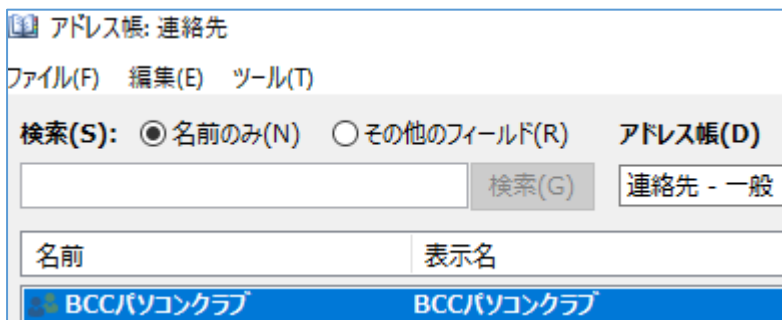 アドレス帳: 連絡先
ファイル(F) 編集(E) ツール(T)
検索(S): 名前のみ(N) その他のフィールド(R) アドレス帳(D)
検索(G) 連絡先 - 一般
名前 表示名
BCCパソコンクラブ BCCパソコンクラブ